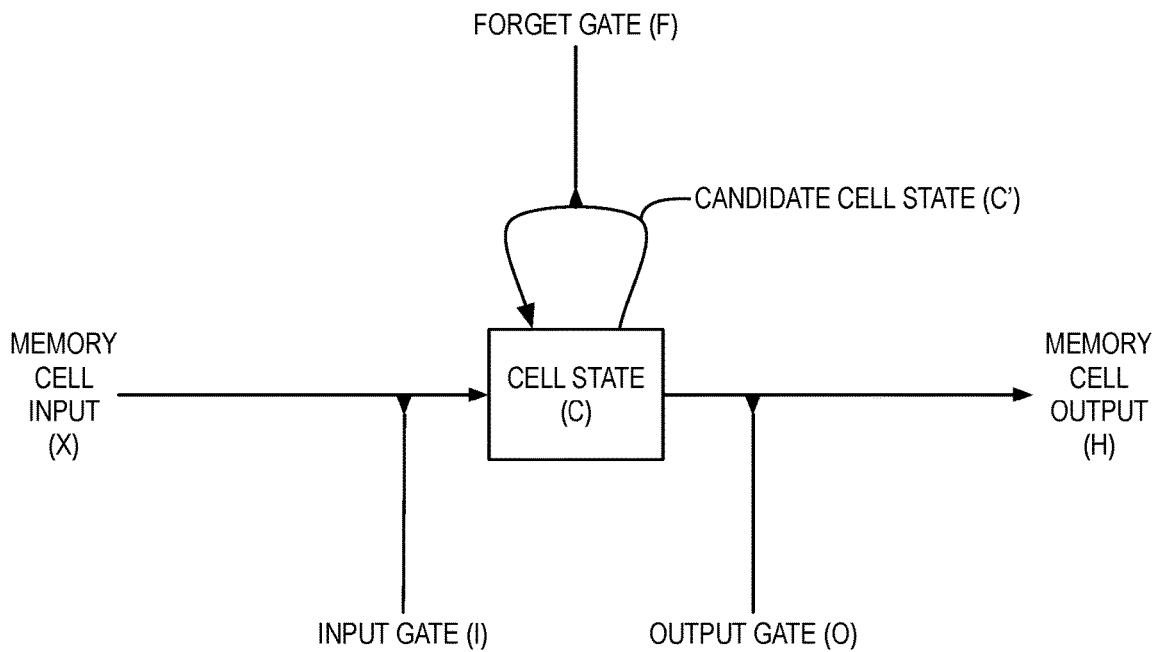 FORGET GATE (F)
CANDIDATE CELL STATE (C’)
MEMORY
CELL
INPUT
(X)
CELL STATE
(C)
MEMORY
CELL
OUTPUT
(H)
INPUT GATE (I)
OUTPUT GATE (O)